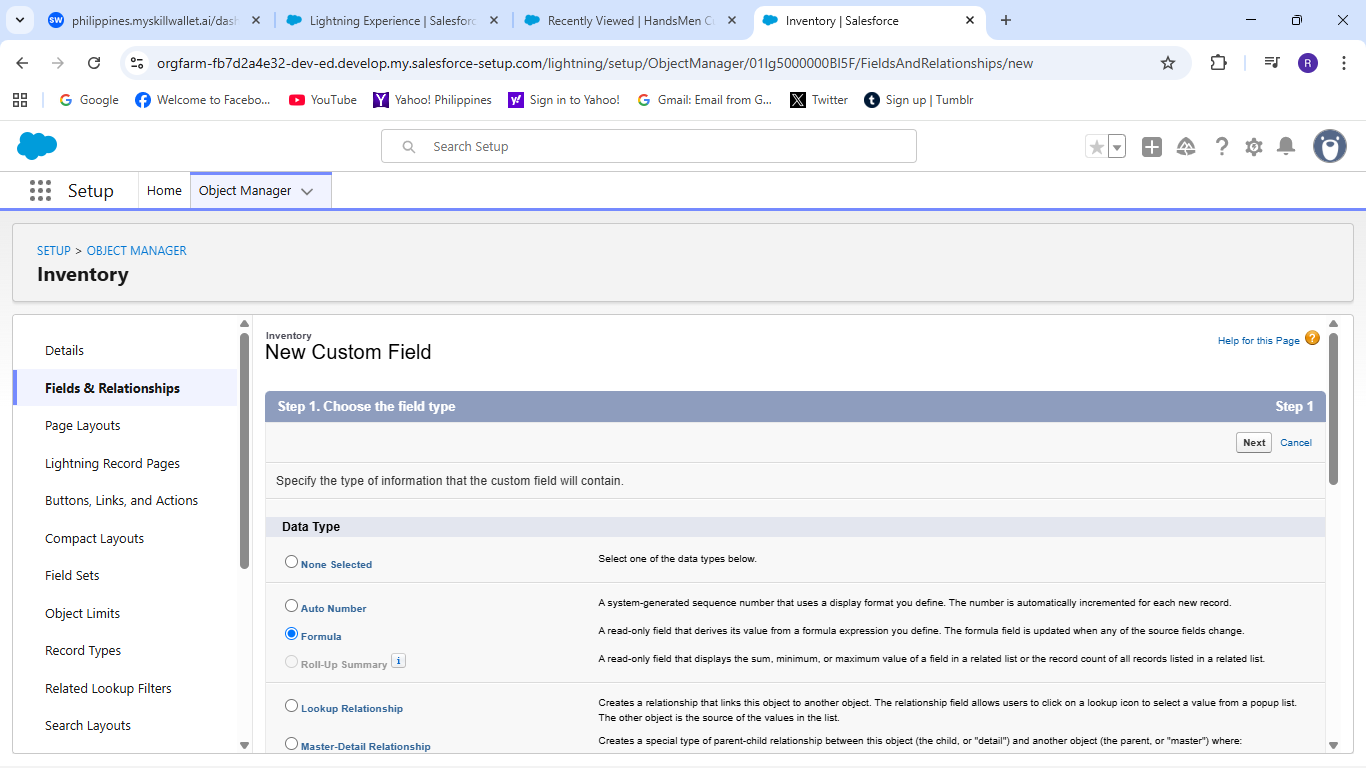 philippines.myskillwallet.ai/dash
Lightning Experience | Salesforc
Recently Viewed | HandsMen Cu
Inventory | Salesforce
orgfarm-fb7d2a4e32-dev-ed.develop.my.salesforce-setup.com/lightning/setup/ObjectManager/01Ig5000000BI5F/FieldsAndRelationships/new
R
Google
Welcome to Facebo...
YouTube
Yahoo! Philippines
Sign in to Yahoo!
Gmail: Email from G...
Twitter
Sign up | Tumblr
Search Setup
Setup
Home
Object Manager
SETUP > OBJECT MANAGER
Inventory
Details
Fields & Relationships
Page Layouts
Lightning Record Pages
Buttons, Links, and Actions
Compact Layouts
Field Sets
Object Limits
Record Types
Related Lookup Filters
Search Layouts
Inventory
New Custom Field
Help for this Page ?
Step 1. Choose the field type
Step 1
Next Cancel
Specify the type of information that the custom field will contain.
Data Type
None Selected
Select one of the data types below.
Auto Number
A system-generated sequence number that uses a display format you define. The number is automatically incremented for each new record.
Formula
A read-only field that derives its value from a formula expression you define. The formula field is updated when any of the source fields change.
Roll-Up Summary i
A read-only field that displays the sum, minimum, or maximum value of a field in a related list or the record count of all records listed in a related list.
Lookup Relationship
Creates a relationship that links this object to another object. The relationship field allows users to click on a lookup icon to select a value from a popup list.
The other object is the source of the values in the list.
Master-Detail Relationship
Creates a special type of parent-child relationship between this object (the child, or "detail") and another object (the parent, or "master") where: